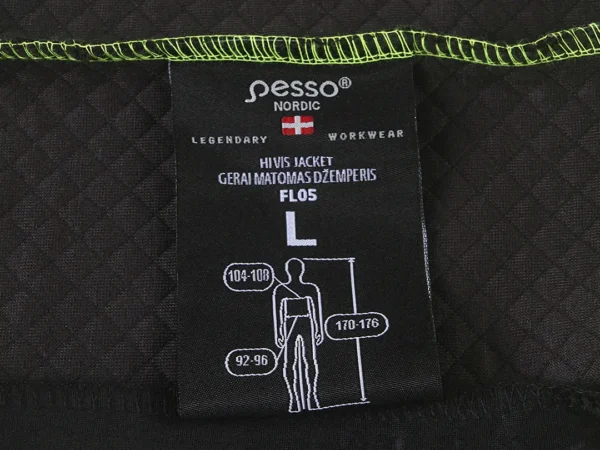 pesso®
NORDIC
LEGENDARY WORKWEAR
HI VIS JACKET
GERAI MATOMAS DŽEMPERIS
FL05
L
104-108
170-176
92-96